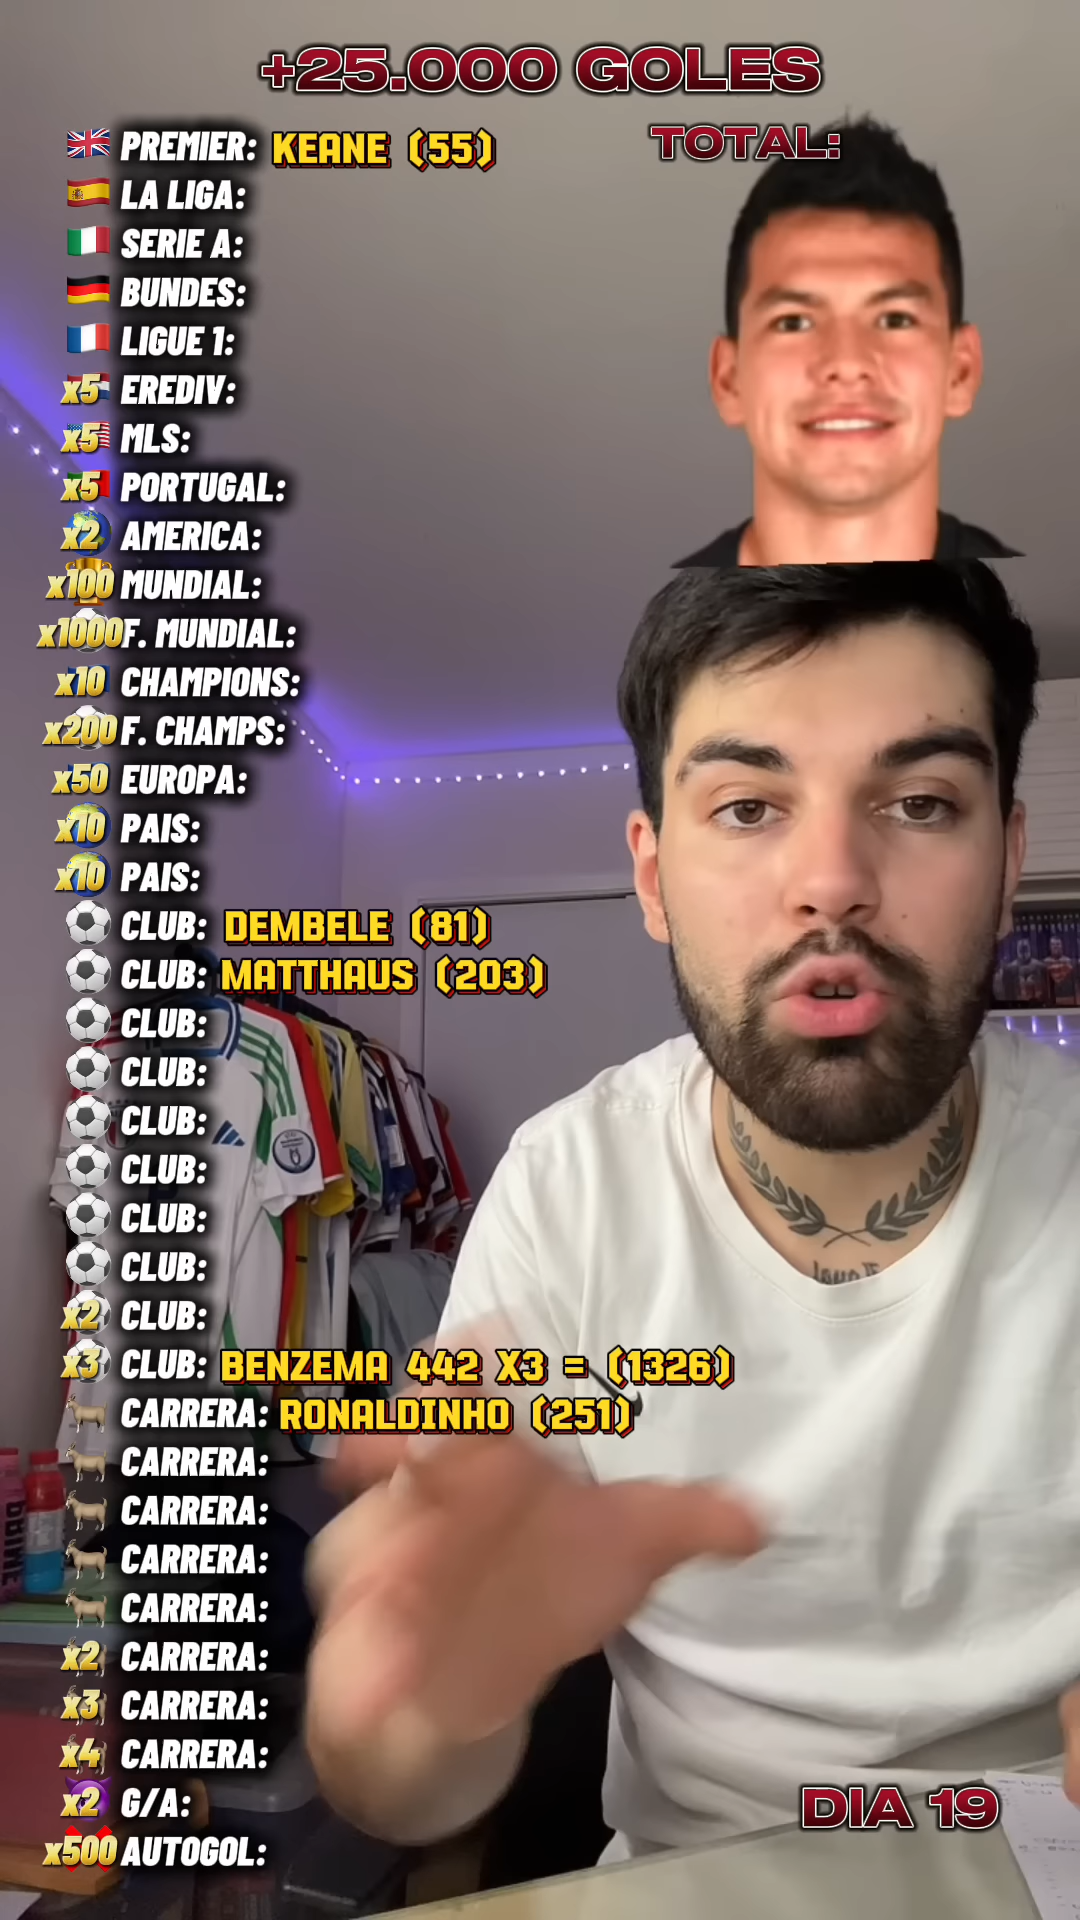 +25.000 GOLES
TOTAL:
PREMIER: KEANE (55)
LA LIGA:
SERIE A:
BUNDES:
LIGUE 1:
x5 EREDIV:
x5 MLS:
x5 PORTUGAL:
x2 AMERICA:
x100 MUNDIAL:
x1000 F. MUNDIAL:
x10 CHAMPIONS:
x200 F. CHAMPS:
x50 EUROPA:
x10 PAIS:
x10 PAIS:
CLUB: DEMBELE (81)
CLUB: MATTHAUS (203)
CLUB:
CLUB:
CLUB:
CLUB:
CLUB:
CLUB:
x2 CLUB:
x3 CLUB: BENZEMA 442 X3 = (1326)
CARRERA: RONALDINHO (251)
CARRERA:
CARRERA:
CARRERA:
CARRERA:
x2 CARRERA:
x3 CARRERA:
x4 CARRERA:
x2 G/A:
x500 AUTOGOL:
DIA 19